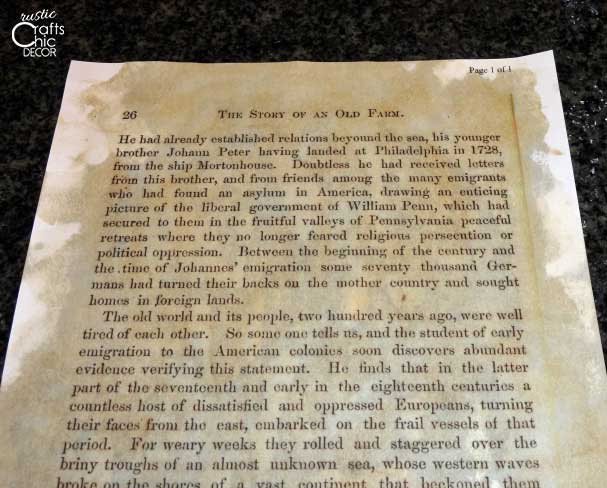 rustic
Crafts
Chic
DECOR
Page 1 of 1
26 THE STORY OF AN OLD FARM.
He had already established relations beyond the sea, his younger
brother Johann Peter having landed at Philadelphia in 1728,
from the ship Mortonhouse. Doubtless he had received letters
from this brother, and from friends among the many emigrants
who had found an asylum in America, drawing an enticing
picture of the liberal government of William Penn, which had
secured to them in the fruitful valleys of Pennsylvania peaceful
retreats where they no longer feared religious persecution or
political oppression. Between the beginning of the century and
the time of Johannes' emigration some seventy thousand Ger-
mans had turned their backs on the mother country and sought
homes in foreign lands.
The old world and its people, two hundred years ago, were well
tired of each other. So some one tells us, and the student of early
emigration to the American colonies soon discovers abundant
evidence verifying this statement. He finds that in the latter
part of the seventeenth and early in the eighteenth centuries a
countless host of dissatisfied and oppressed Europeans, turning
their faces from the east, embarked on the frail vessels of that
period. For weary weeks they rolled and staggered over the
briny troughs of an almost unknown sea, whose western waves
broke on the shores of a vast continent that beckoned them